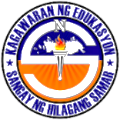 KAGAWARAN NG EDUKASYON
N
SANGAY NG HILAGANG SAMAR